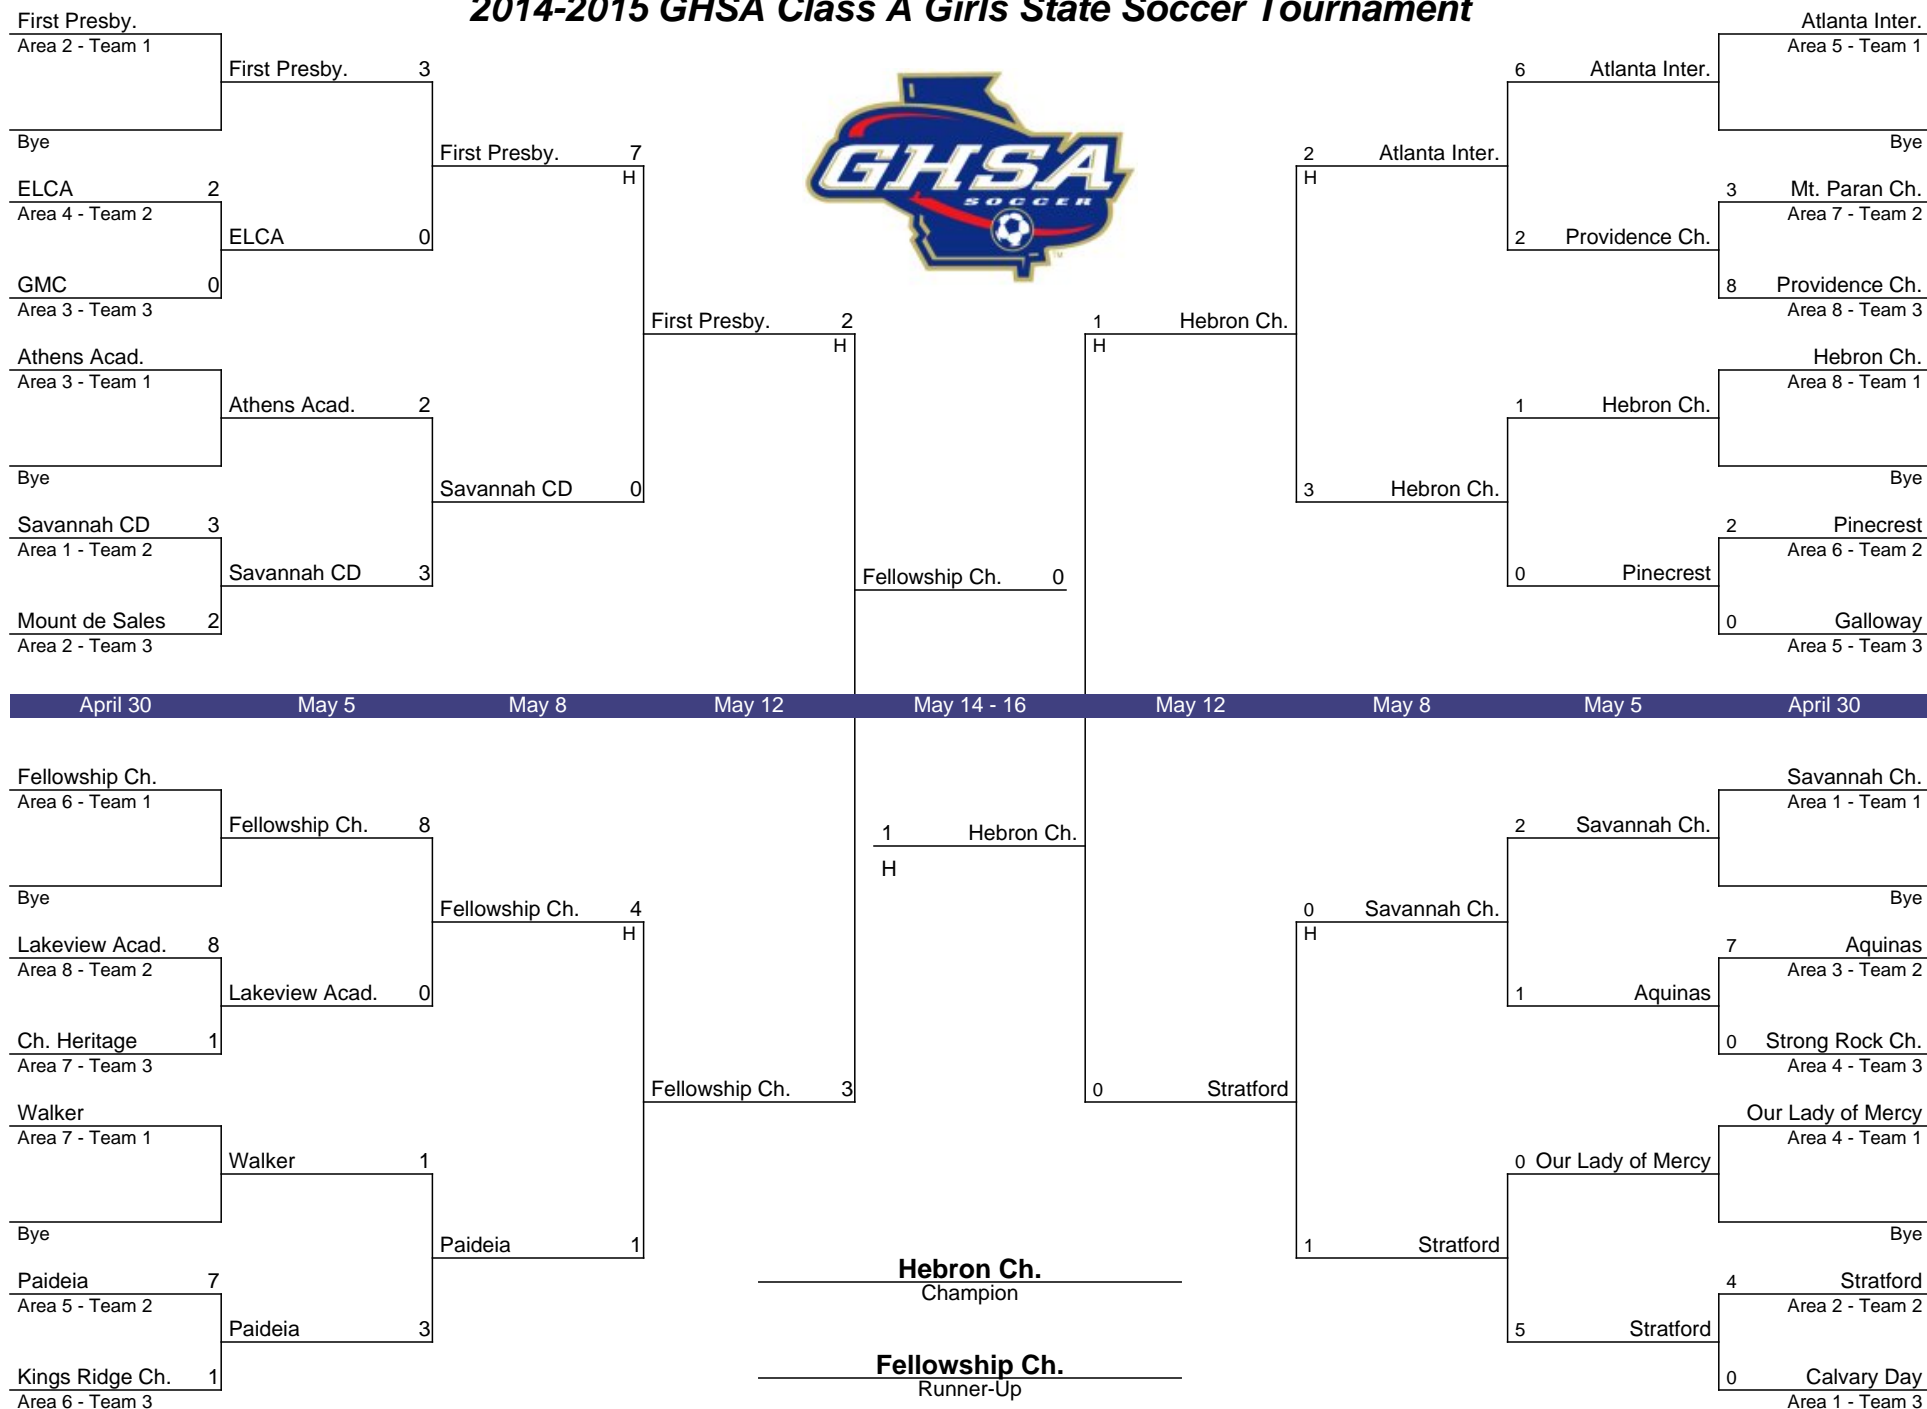 2014-2015 GHSA Class A Girls State Soccer Tournament
GHSA
SOCCER
TM
First Presby.
Area 2 - Team 1
Bye
ELCA 2
Area 4 - Team 2
GMC 0
Area 3 - Team 3
Athens Acad.
Area 3 - Team 1
Bye
Savannah CD 3
Area 1 - Team 2
Mount de Sales 2
Area 2 - Team 3
First Presby. 3
ELCA 0
Athens Acad. 2
Savannah CD 3
First Presby. 7
H
Savannah CD 0
First Presby. 2
H
Fellowship Ch. 0
1 Hebron Ch.
H
2 Atlanta Inter.
H
3 Hebron Ch.
6 Atlanta Inter.
2 Providence Ch.
1 Hebron Ch.
0 Pinecrest
Atlanta Inter.
Area 5 - Team 1
Bye
3 Mt. Paran Ch.
Area 7 - Team 2
8 Providence Ch.
Area 8 - Team 3
Hebron Ch.
Area 8 - Team 1
Bye
2 Pinecrest
Area 6 - Team 2
0 Galloway
Area 5 - Team 3
April 30 May 5 May 8 May 12 May 14 - 16 May 12 May 8 May 5 April 30
Fellowship Ch.
Area 6 - Team 1
Bye
Lakeview Acad. 8
Area 8 - Team 2
Ch. Heritage 1
Area 7 - Team 3
Walker
Area 7 - Team 1
Bye
Paideia 7
Area 5 - Team 2
Kings Ridge Ch. 1
Area 6 - Team 3
Fellowship Ch. 8
Lakeview Acad. 0
Walker 1
Paideia 3
Fellowship Ch. 4
H
Paideia 1
Fellowship Ch. 3
1 Hebron Ch.
H
0 Stratford
0 Savannah Ch.
H
1 Stratford
2 Savannah Ch.
1 Aquinas
0 Our Lady of Mercy
5 Stratford
Savannah Ch.
Area 1 - Team 1
Bye
7 Aquinas
Area 3 - Team 2
0 Strong Rock Ch.
Area 4 - Team 3
Our Lady of Mercy
Area 4 - Team 1
Bye
4 Stratford
Area 2 - Team 2
0 Calvary Day
Area 1 - Team 3
Hebron Ch.
Champion
Fellowship Ch.
Runner-Up